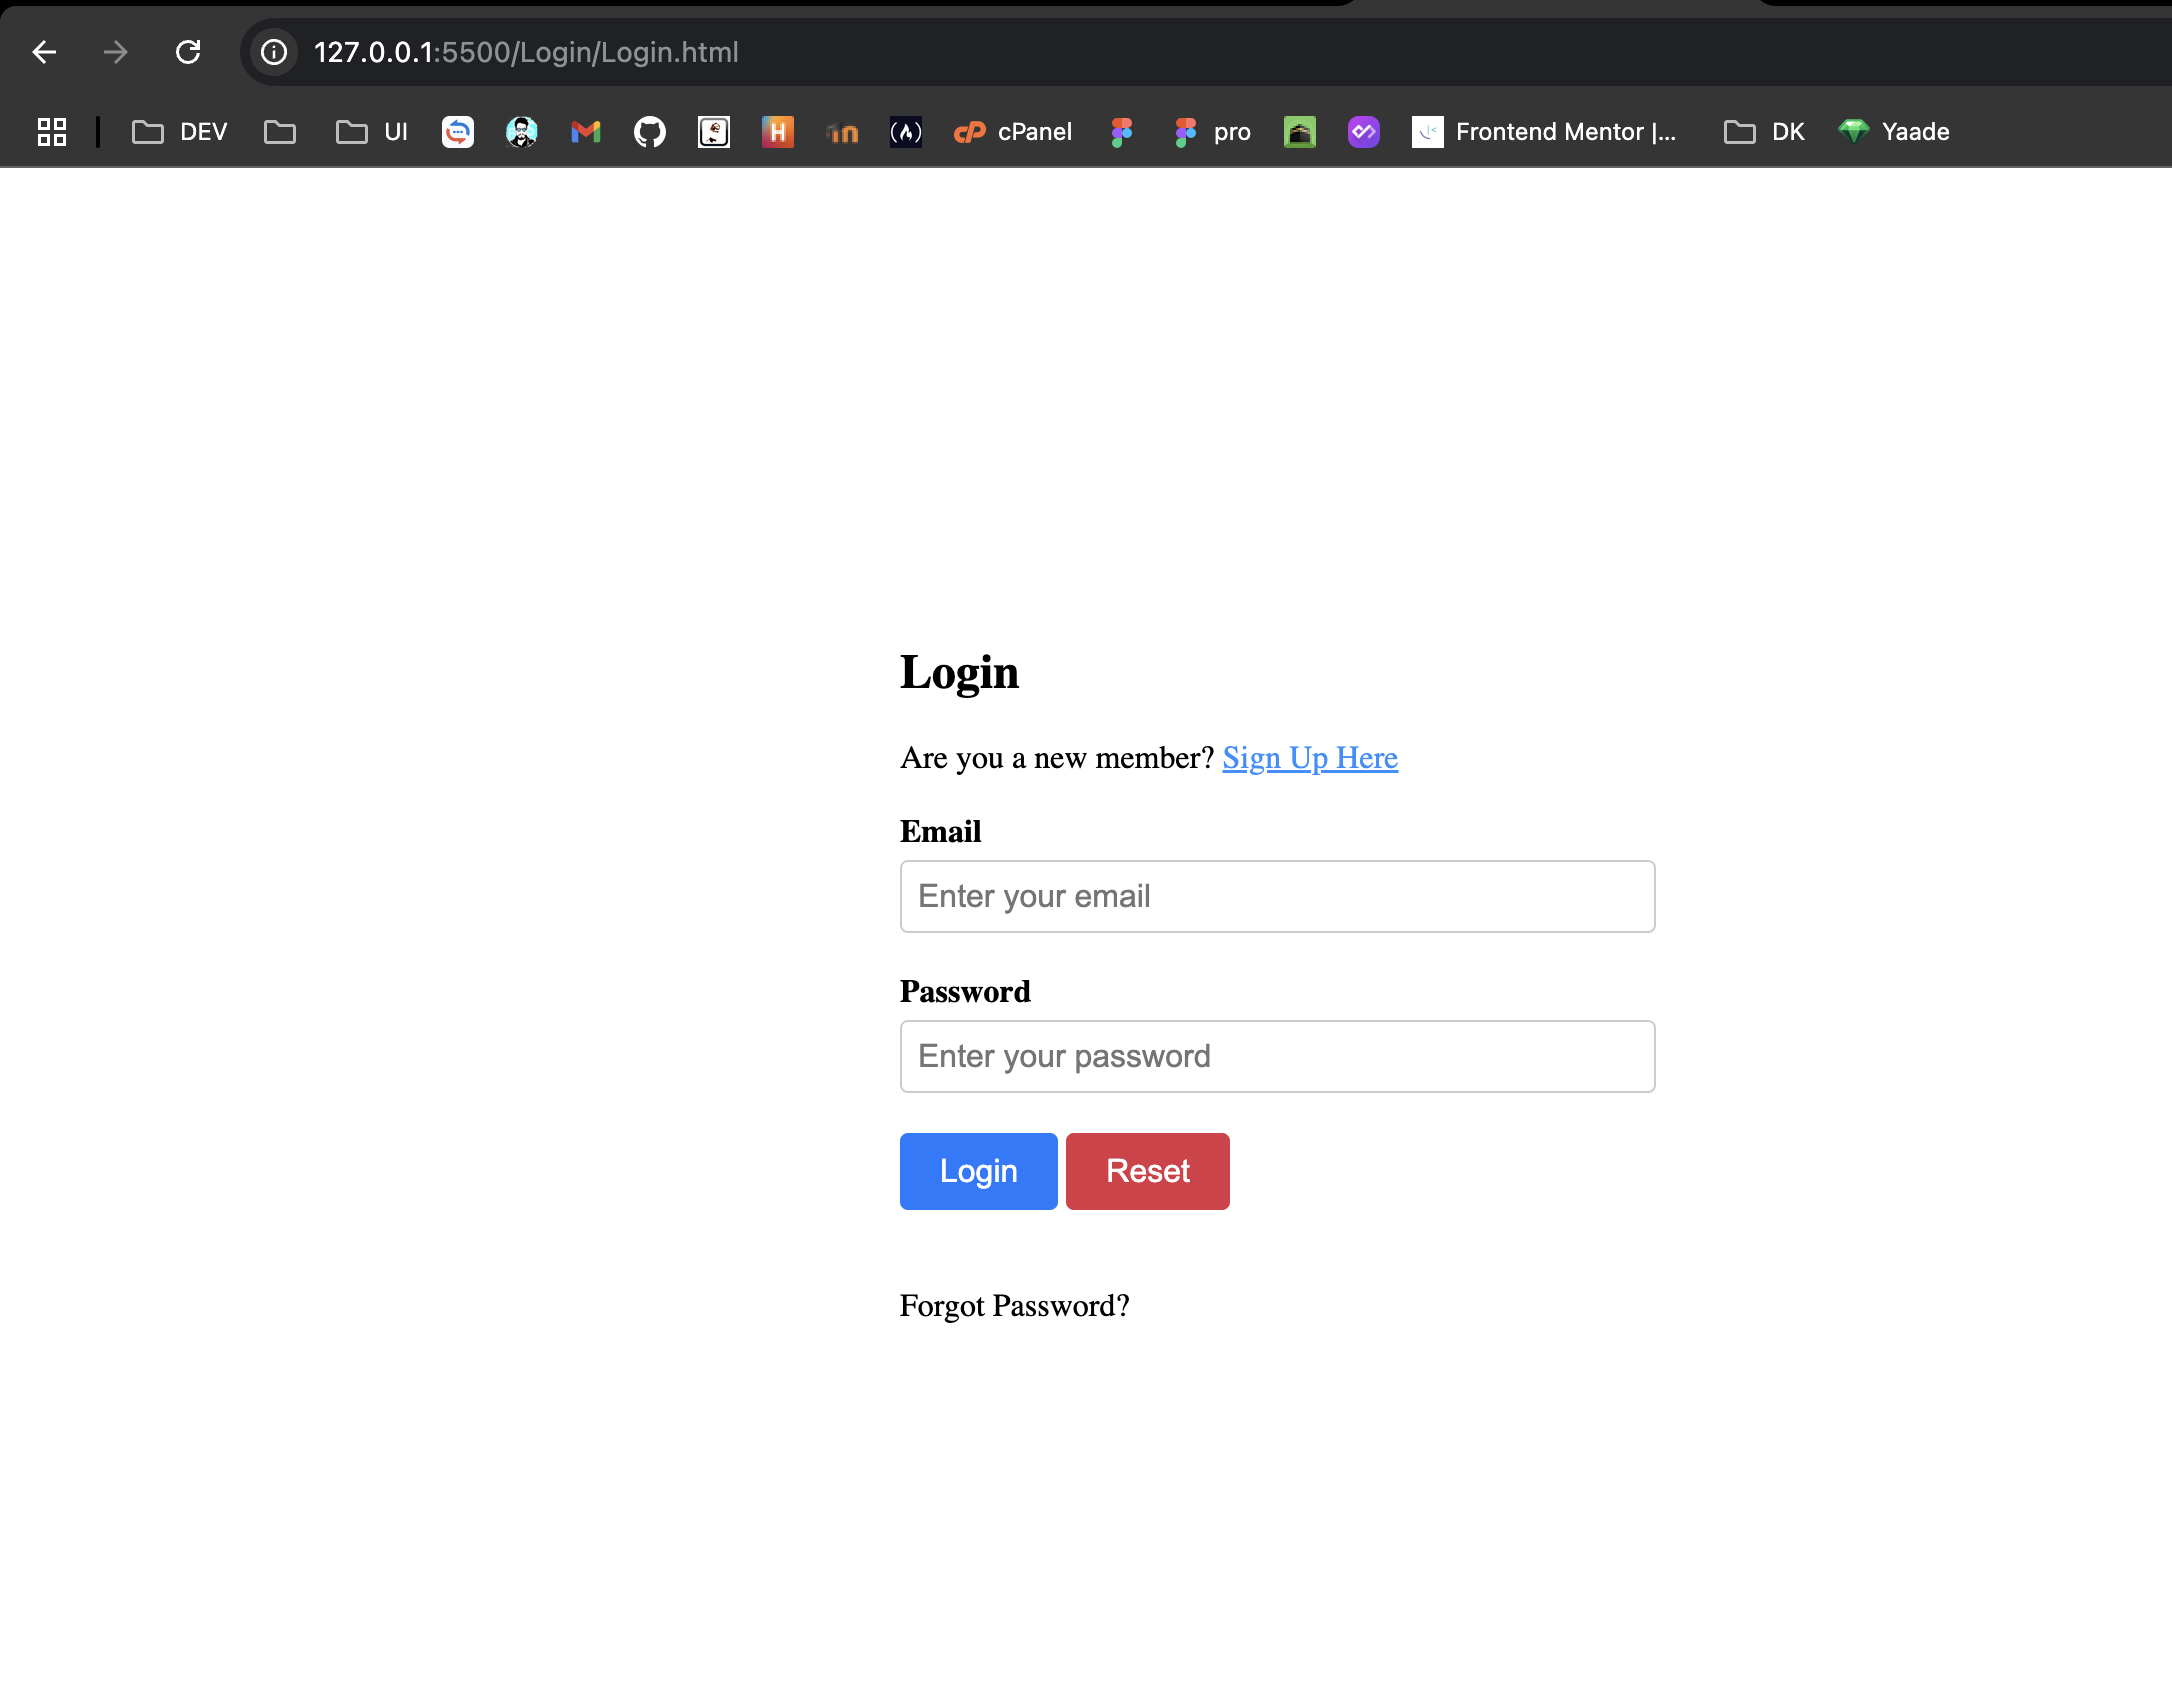 127.0.0.1:5500/Login/Login.html
DEV UI H in cPanel pro Frontend Mentor |... DK Yaade
Login
Are you a new member? Sign Up Here
Email
Enter your email
Password
Enter your password
Login Reset
Forgot Password?